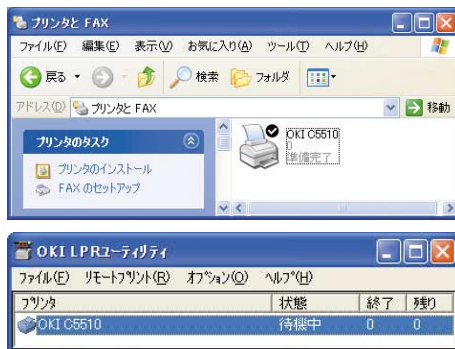 プリンタと FAX
ファイル(F) 編集(E) 表示(V) お気に入り(A) ツール(T) ヘルプ(H)
戻る 検索 フォルダ
アドレス(D) プリンタと FAX 移動
プリンタのタスク
プリンタのインストール
FAX のセットアップ
OKI C5510
0
準備完了
OKI LPRユーティリティ
ファイル(F) リモートプリント(R) オプション(O) ヘルプ(H)
プリンタ 状態 終了 残り
OKI C5510 待機中 0 0